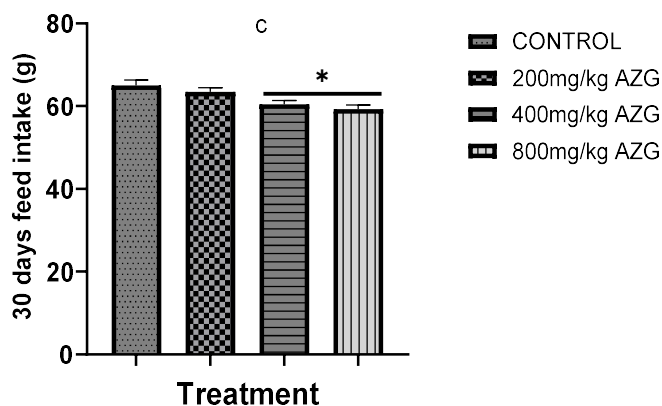 C
80
60
40
20
0
30 days feed intake (g)
*
Treatment
CONTROL
200mg/kg AZG
400mg/kg AZG
800mg/kg AZG